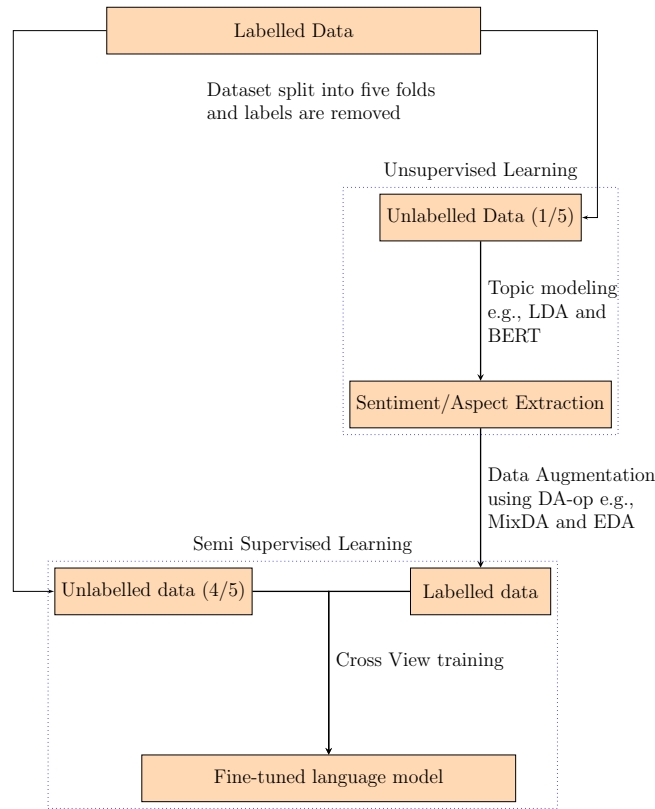 Labelled Data
Dataset split into five folds
and labels are removed
Unsupervised Learning
Unlabelled Data (1/5)
Topic modeling
e.g., LDA and
BERT
Sentiment/Aspect Extraction
Data Augmentation
using DA-op e.g.,
MixDA and EDA
Semi Supervised Learning
Unlabelled data (4/5)
Labelled data
Cross View training
Fine-tuned language model